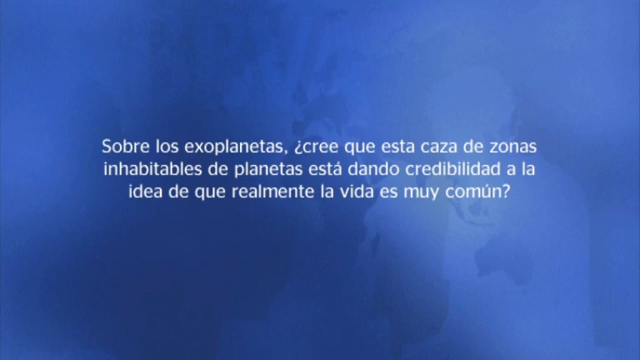 Sobre los exoplanetas, ¿cree que esta caza de zonas
inhabitables de planetas está dando credibilidad a la
idea de que realmente la vida es muy común?